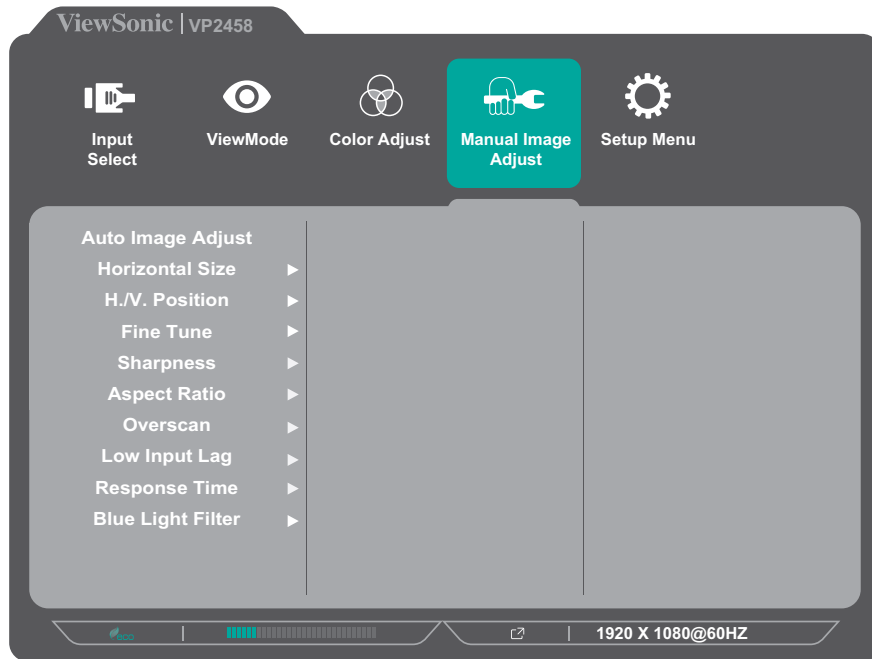 ViewSonic | VP2458
Input
Select
ViewMode
Color Adjust
Manual Image
Adjust
Setup Menu
Auto Image Adjust
Horizontal Size
H./V. Position
Fine Tune
Sharpness
Aspect Ratio
Overscan
Low Input Lag
Response Time
Blue Light Filter
eco
1920 X 1080@60HZ